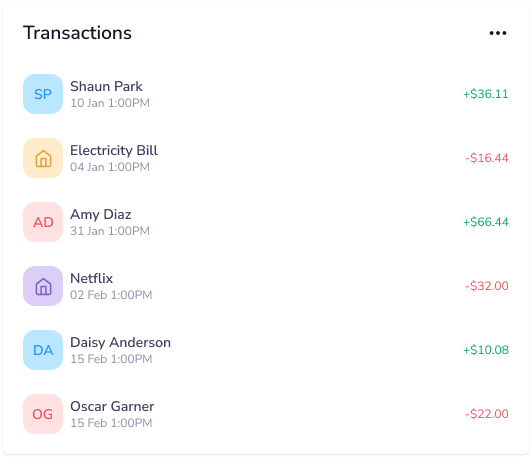 Transactions
SP Shaun Park
10 Jan 1:00PM
+$36.11
Electricity Bill
04 Jan 1:00PM
-$16.44
AD Amy Diaz
31 Jan 1:00PM
+$66.44
Netflix
02 Feb 1:00PM
-$32.00
DA Daisy Anderson
15 Feb 1:00PM
+$10.08
OG Oscar Garner
15 Feb 1:00PM
-$22.00